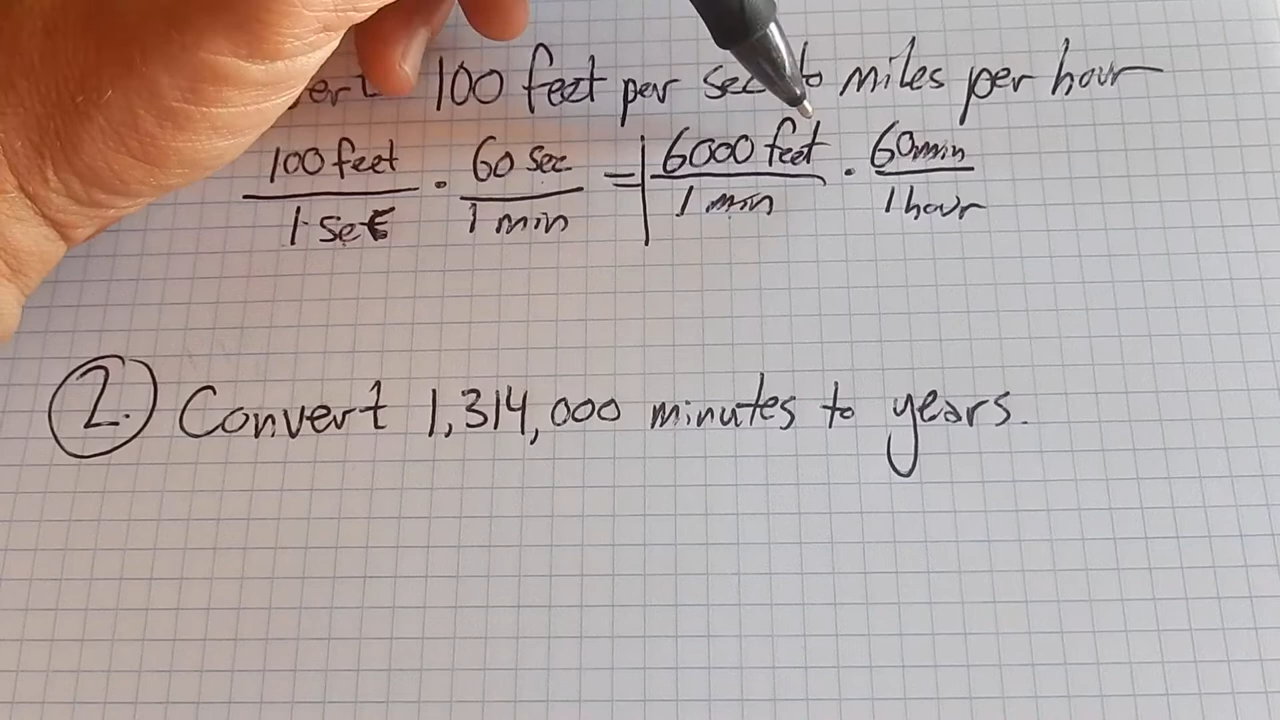 100 feet per sec to miles per hour
100 feet / 1 sec · 60 sec / 1 min = | 6000 feet / 1 min · 60 min / 1 hour
2. Convert 1,314,000 minutes to years.